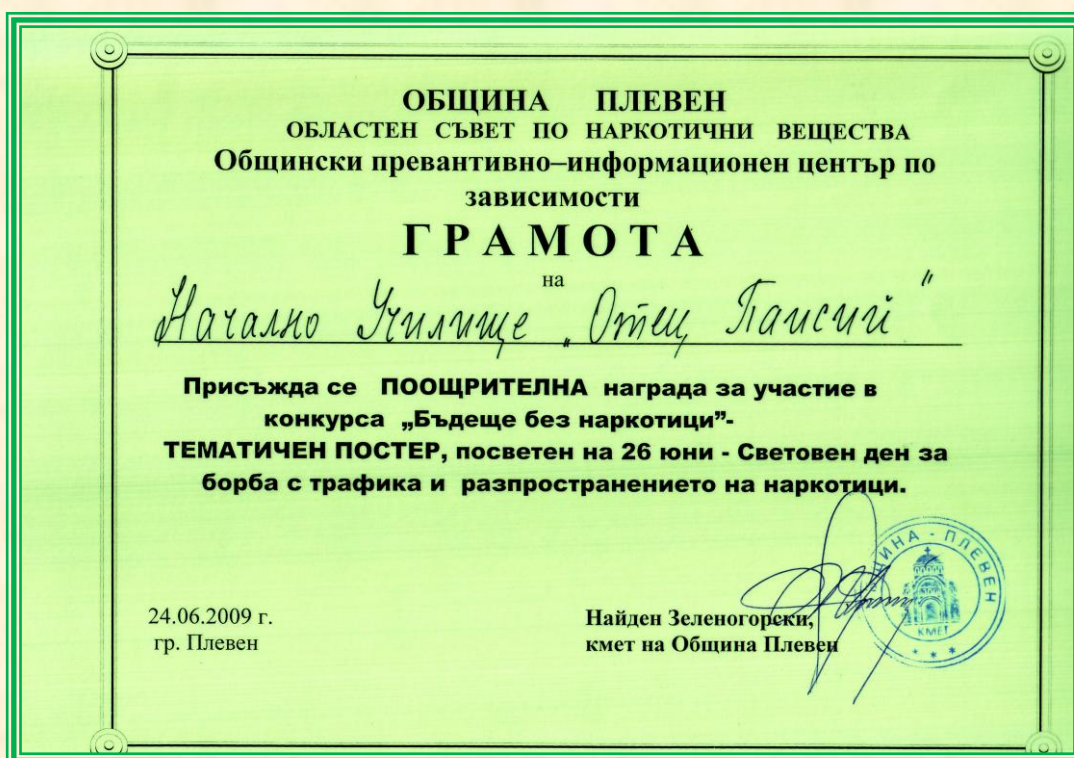 ОБЩИНА ПЛЕВЕН
ОБЛАСТЕН СЪВЕТ ПО НАРКОТИЧНИ ВЕЩЕСТВА
Общински превантивно–информационен център по
зависимости
ГРАМОТА
на
Начално Училище „Отец Паисий"
Присъжда се ПООЩРИТЕЛНА награда за участие в
конкурса „Бъдеще без наркотици”-
ТЕМАТИЧЕН ПОСТЕР, посветен на 26 юни - Световен ден за
борба с трафика и разпространението на наркотици.
24.06.2009 г.
гр. Плевен
Найден Зеленогорски,
кмет на Община Плевен
ОБЩИНА - ПЛЕВЕН
КМЕТ